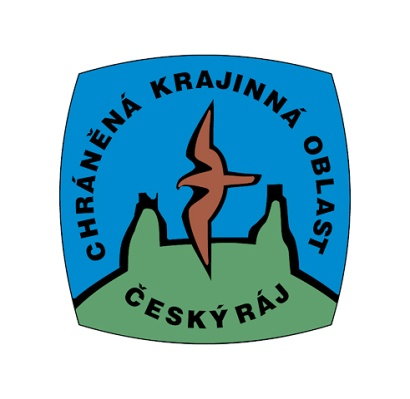 CHRÁNĚNÁ KRAJINNÁ OBLAST
ČESKÝ RÁJ